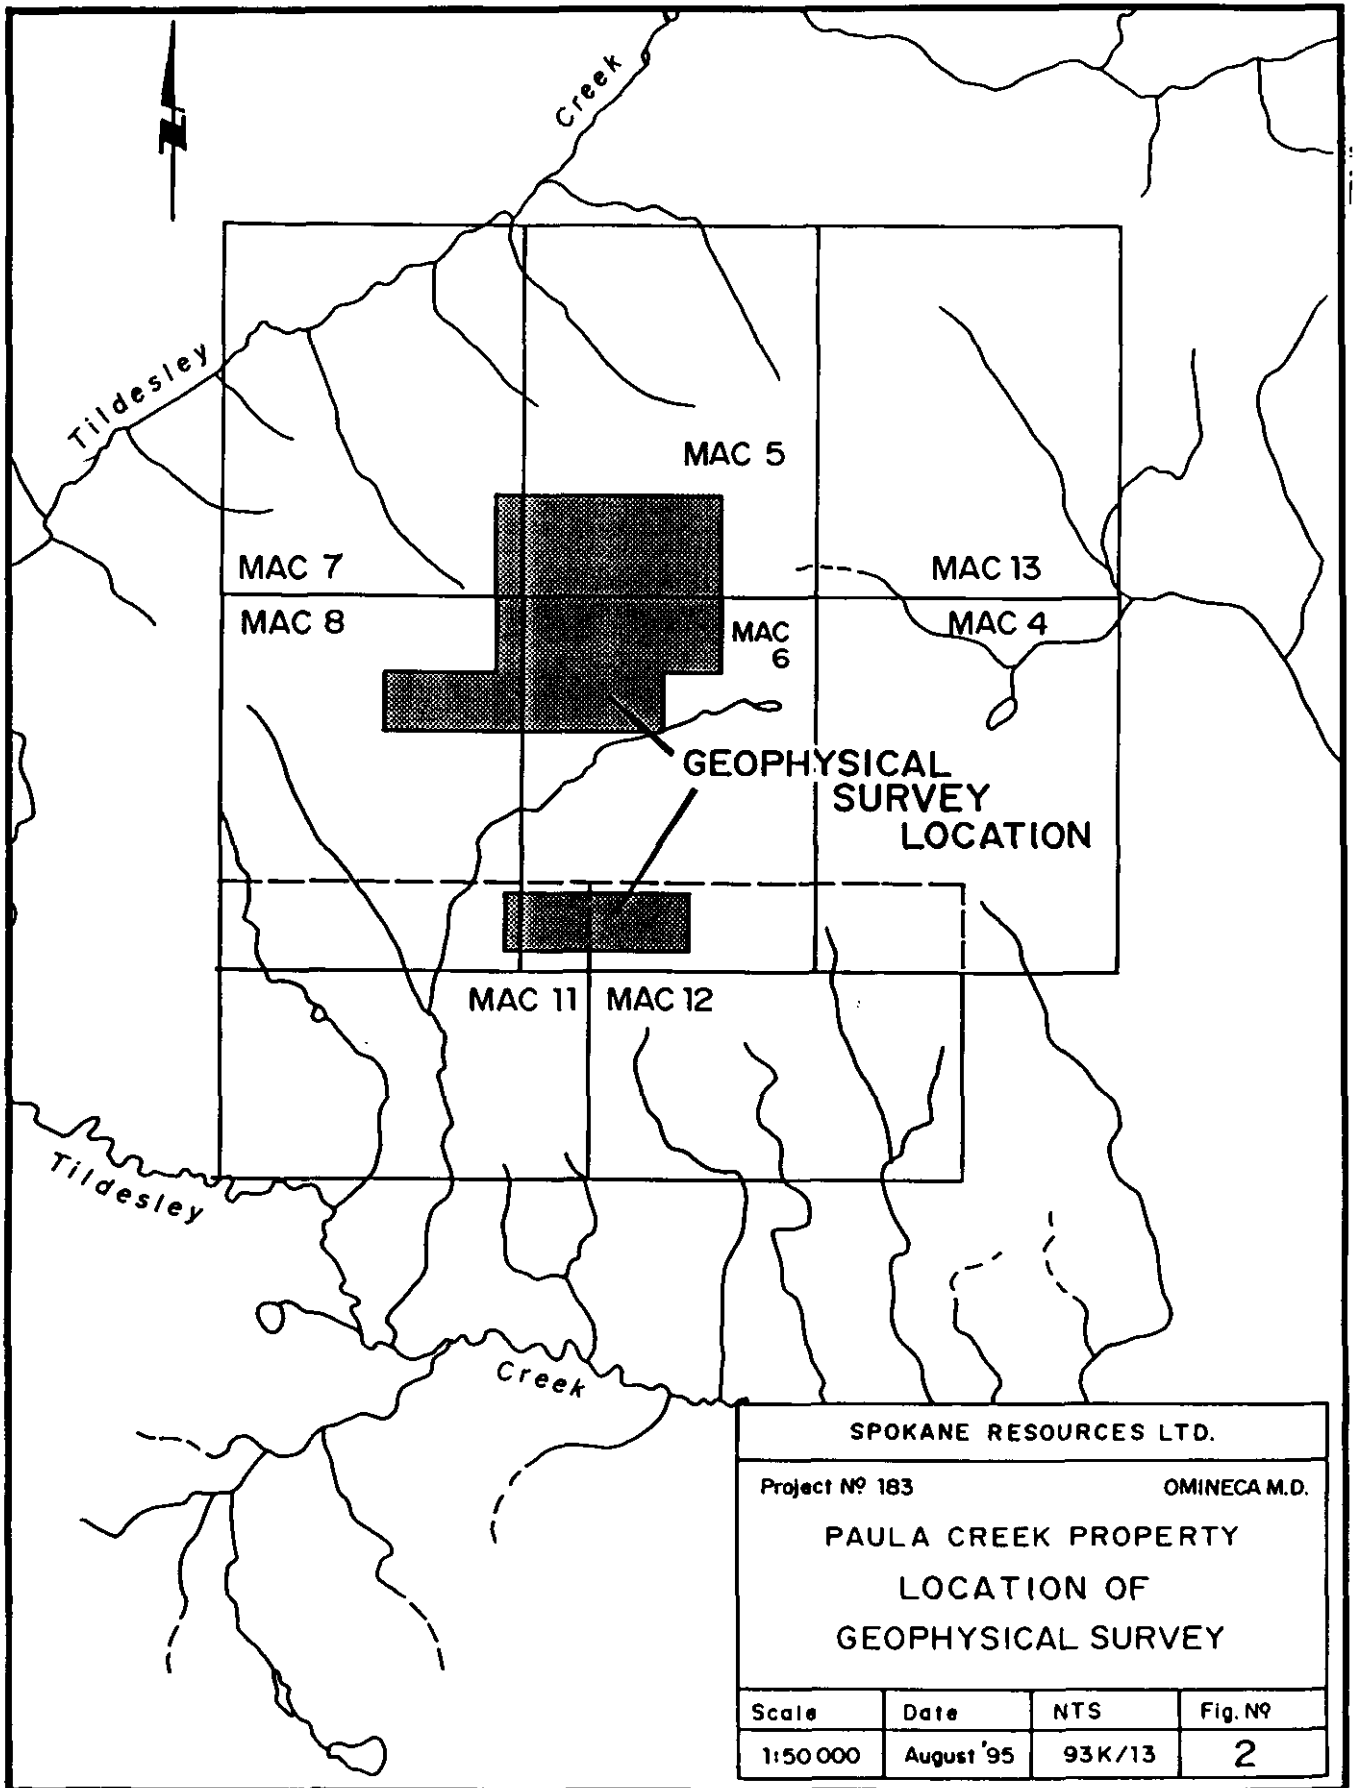 N
Creek
Tildesley
MAC 5
MAC 7
MAC 13
MAC 8
MAC
6
MAC 4
GEOPHYSICAL
SURVEY
LOCATION
MAC 11
MAC 12
Tildesley
Creek
SPOKANE RESOURCES LTD.
Project Nº 183
OMINECA M.D.
PAULA CREEK PROPERTY
LOCATION OF
GEOPHYSICAL SURVEY
Scale
Date
NTS
Fig. Nº
1:50 000
August '95
93K/13
2